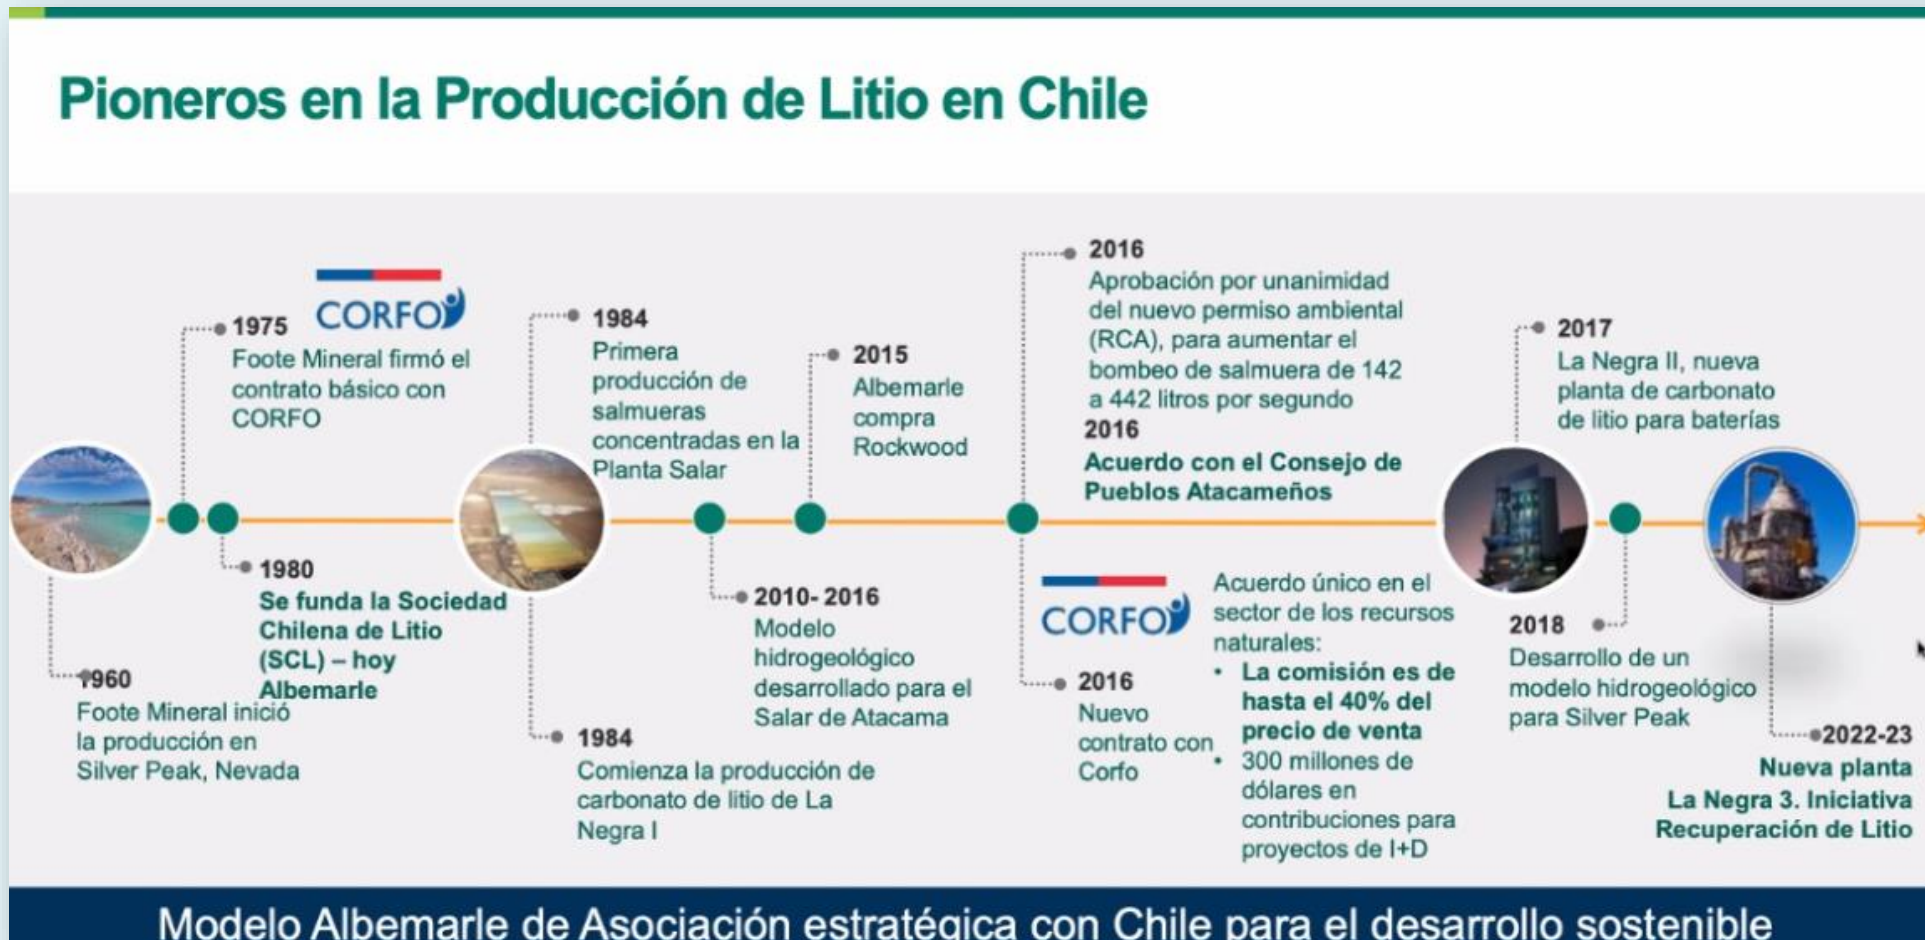 Pioneros en la Producción de Litio en Chile
1960
Foote Mineral inició
la producción en
Silver Peak, Nevada
1975
CORFO
Foote Mineral firmó el
contrato básico con
CORFO
1980
Se funda la Sociedad
Chilena de Litio
(SCL) – hoy
Albemarle
1984
Primera
producción de
salmueras
concentradas en la
Planta Salar
1984
Comienza la producción de
carbonato de litio de La
Negra I
2010- 2016
Modelo
hidrogeológico
desarrollado para el
Salar de Atacama
2015
Albemarle
compra
Rockwood
2016
Aprobación por unanimidad
del nuevo permiso ambiental
(RCA), para aumentar el
bombeo de salmuera de 142
a 442 litros por segundo
2016
Acuerdo con el Consejo de
Pueblos Atacameños
CORFO
2016
Nuevo
contrato con
Corfo
Acuerdo único en el
sector de los recursos
naturales:
• La comisión es de
hasta el 40% del
precio de venta
• 300 millones de
dólares en
contribuciones para
proyectos de I+D
2017
La Negra II, nueva
planta de carbonato
de litio para baterías
2018
Desarrollo de un
modelo hidrogeológico
para Silver Peak
2022-23
Nueva planta
La Negra 3. Iniciativa
Recuperación de Litio
Modelo Albemarle de Asociación estratégica con Chile para el desarrollo sostenible